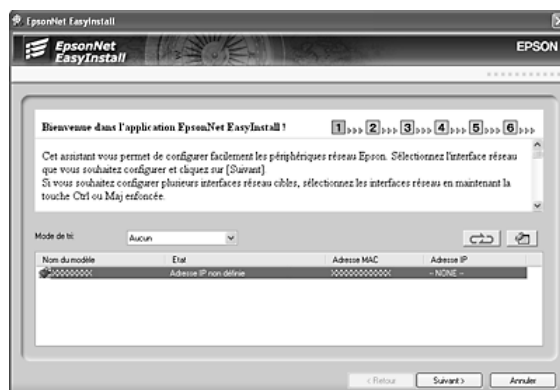 EpsonNet EasyInstall
EpsonNet
EasyInstall
EPSON
Bienvenue dans l'application EpsonNet EasyInstall !
1 >>> 2 >>> 3 >>> 4 >>> 5 >>> 6 >>>
Cet assistant vous permet de configurer facilement les périphériques réseau Epson. Sélectionnez l'interface réseau
que vous souhaitez configurer et cliquez sur [Suivant].
Si vous souhaitez configurer plusieurs interfaces réseau cibles, sélectionnez les interfaces réseau en maintenant la
touche Ctrl ou Maj enfoncée.
Mode de tri: Aucun
Nom du modèle Etat Adresse MAC Adresse IP
XXXXXXXX Adresse IP non définie XXXXXXXXXXXX -- NONE --
< Retour Suivant > Annuler